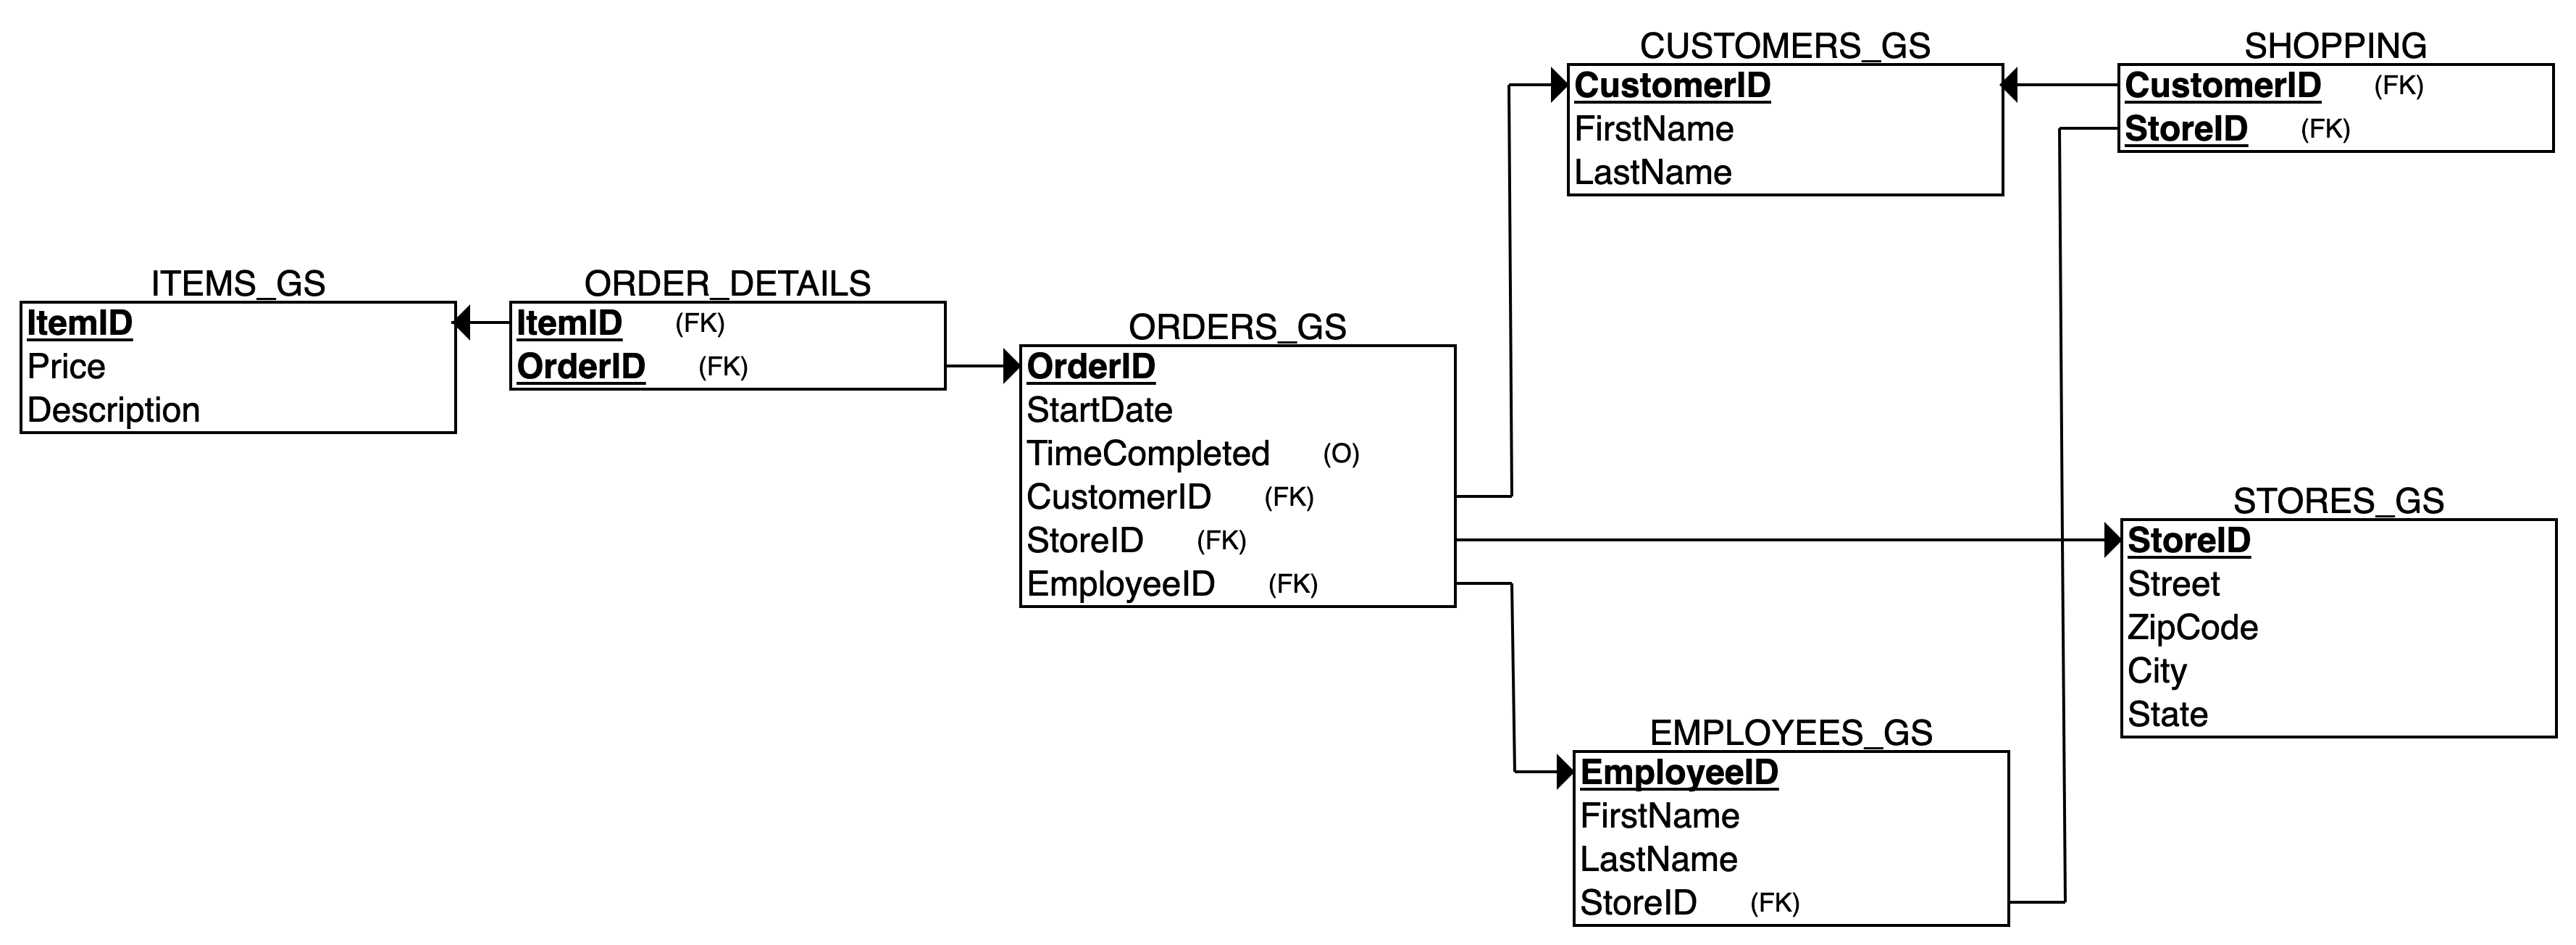 ITEMS_GS
ItemID
Price
Description
ORDER_DETAILS
ItemID (FK)
OrderID (FK)
ORDERS_GS
OrderID
StartDate
TimeCompleted (O)
CustomerID (FK)
StoreID (FK)
EmployeeID (FK)
CUSTOMERS_GS
CustomerID
FirstName
LastName
SHOPPING
CustomerID (FK)
StoreID (FK)
STORES_GS
StoreID
Street
ZipCode
City
State
EMPLOYEES_GS
EmployeeID
FirstName
LastName
StoreID (FK)